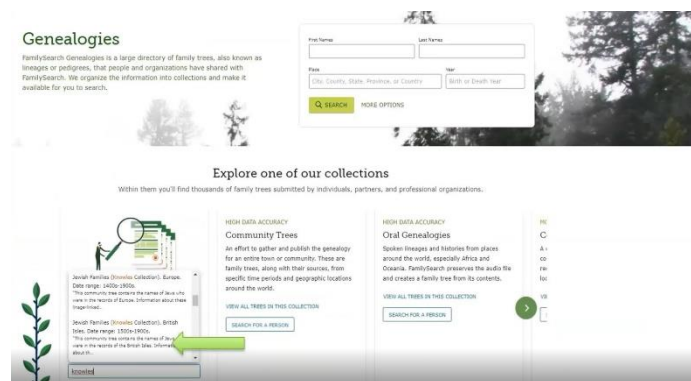 Genealogies
FamilySearch Genealogies is a large directory of family trees, also known as
lineages or pedigrees, that people and organizations have shared with
FamilySearch. We organize the information into collections and make it
available for you to search.
First Names
Last Names
Place
Year
City, County, State, Province, or Country
Birth or Death Year
SEARCH
MORE OPTIONS
Explore one of our collections
Within them you'll find thousands of family trees submitted by individuals, partners, and professional organizations.
Jewish Families (Knowles Collection). Europe.
Date range: 1400s-1900s.
"This community tree contains the names of Jews who
were in the records of Europe. Information about these
Jewish Families (Knowles Collection). British
Isles. Date range: 1500s-1900s.
"This community tree contains the names of Jews
were in the records of the British Isles.
about th...
knowles
HIGH DATA ACCURACY
Community Trees
An effort to gather and publish the genealogy
for an entire town or community. These are
family trees, along with their sources, from
specific time periods and geographic locations
around the world.
VIEW ALL TREES IN THIS COLLECTION
SEARCH FOR A PERSON
HIGH DATA ACCURACY
Oral Genealogies
Spoken lineages and histories from places
around the world, especially Africa and
Oceania. FamilySearch preserves the audio file
and creates a family tree from its contents.
VIEW ALL TREES IN THIS COLLECTION
SEARCH FOR A PERSON